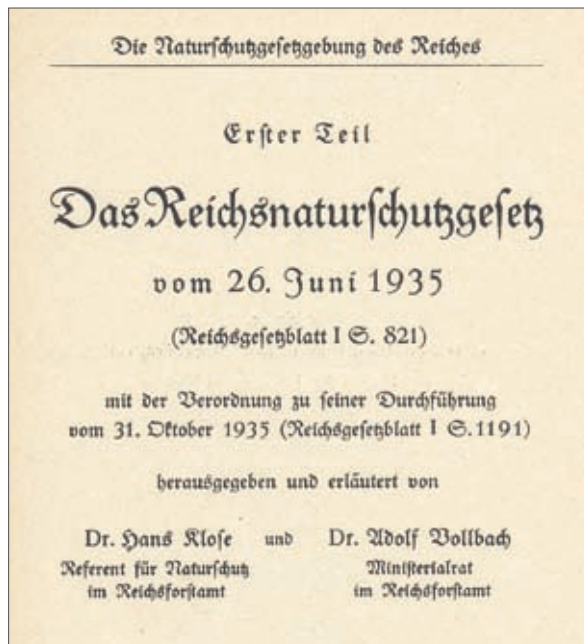 Die Naturschutzgesetzgebung des Reiches
Erster Teil
Das Reichsnaturschutzgesetz
vom 26. Juni 1935
(Reichsgesetzblatt I S. 821)
mit der Verordnung zu seiner Durchführung
vom 31. Oktober 1935 (Reichsgesetzblatt I S. 1191)
herausgegeben und erläutert von
Dr. Hans Klose und Dr. Adolf Vollbach
Referent für Naturschutz Ministerialrat
im Reichsforstamt im Reichsforstamt